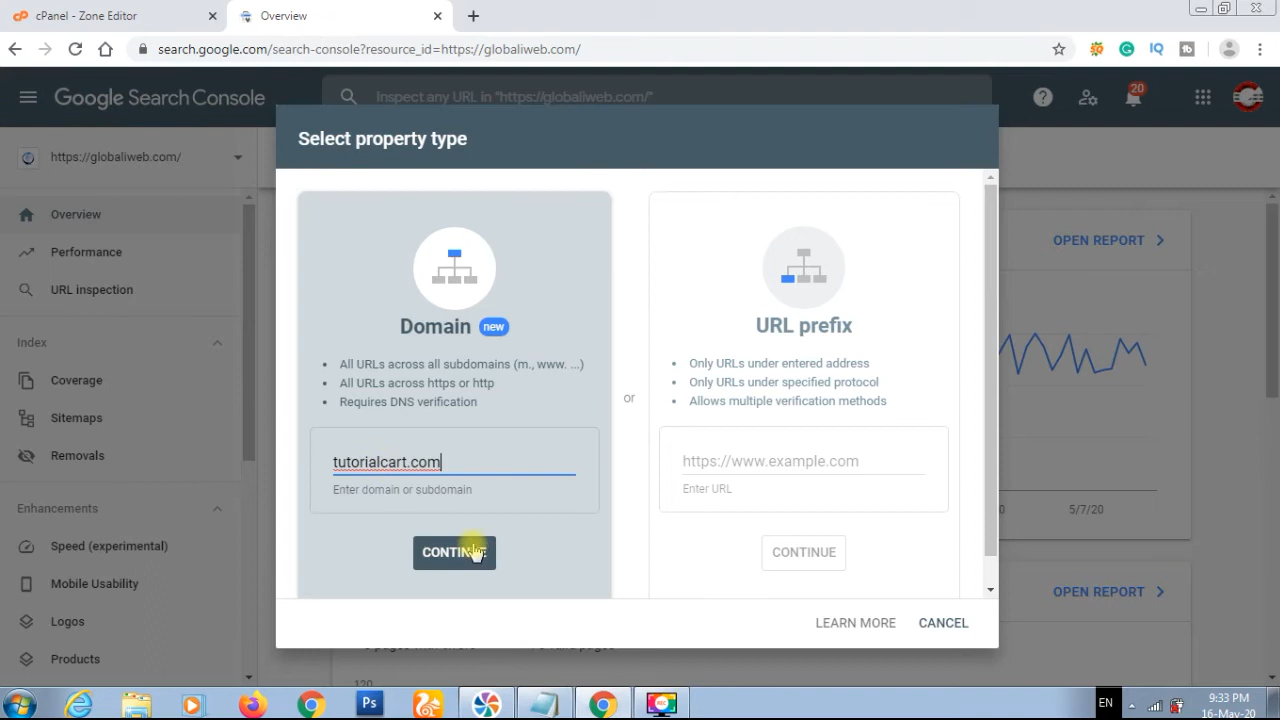 cPanel - Zone Editor
Overview
search.google.com/search-console?resource_id=https://globaliweb.com/
Google Search Console
Inspect any URL in "https://globaliweb.com/"
20
Select property type
https://globaliweb.com/
Overview
Performance
URL inspection
Index
Coverage
Sitemaps
Removals
Enhancements
Speed (experimental)
Mobile Usability
Logos
Products
Domain new
All URLs across all subdomains (m., www. ...)
All URLs across https or http
Requires DNS verification
tutorialcart.com
Enter domain or subdomain
CONTINUE
or
URL prefix
Only URLs under entered address
Only URLs under specified protocol
Allows multiple verification methods
https://www.example.com
Enter URL
CONTINUE
LEARN MORE
CANCEL
OPEN REPORT
5/7/20
OPEN REPORT
120
Ps
REC
EN
9:33 PM
16-May-20